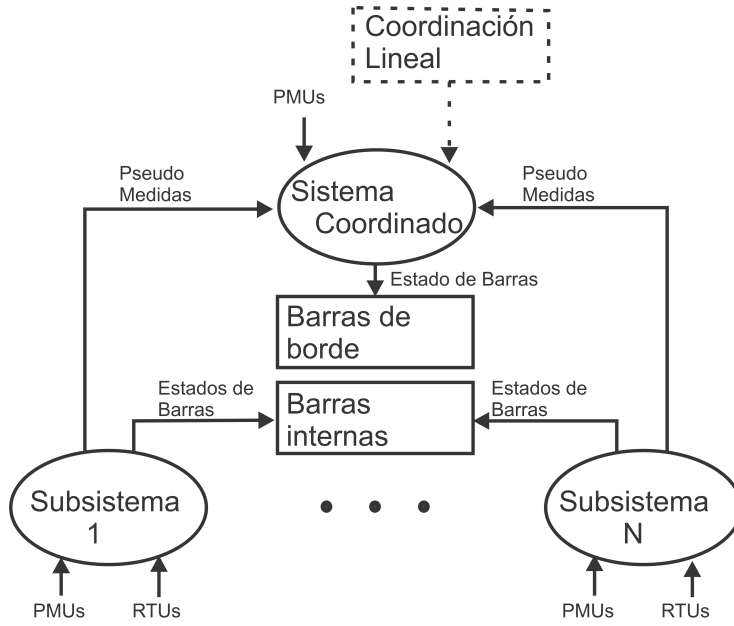 Coordinación
Lineal
PMUs
Pseudo
Medidas
Sistema
Coordinado
Pseudo
Medidas
Estado de Barras
Barras de
borde
Estados de
Barras
Barras
internas
Estados de
Barras
Subsistema
1
• • •
Subsistema
N
PMUs
RTUs
PMUs
RTUs